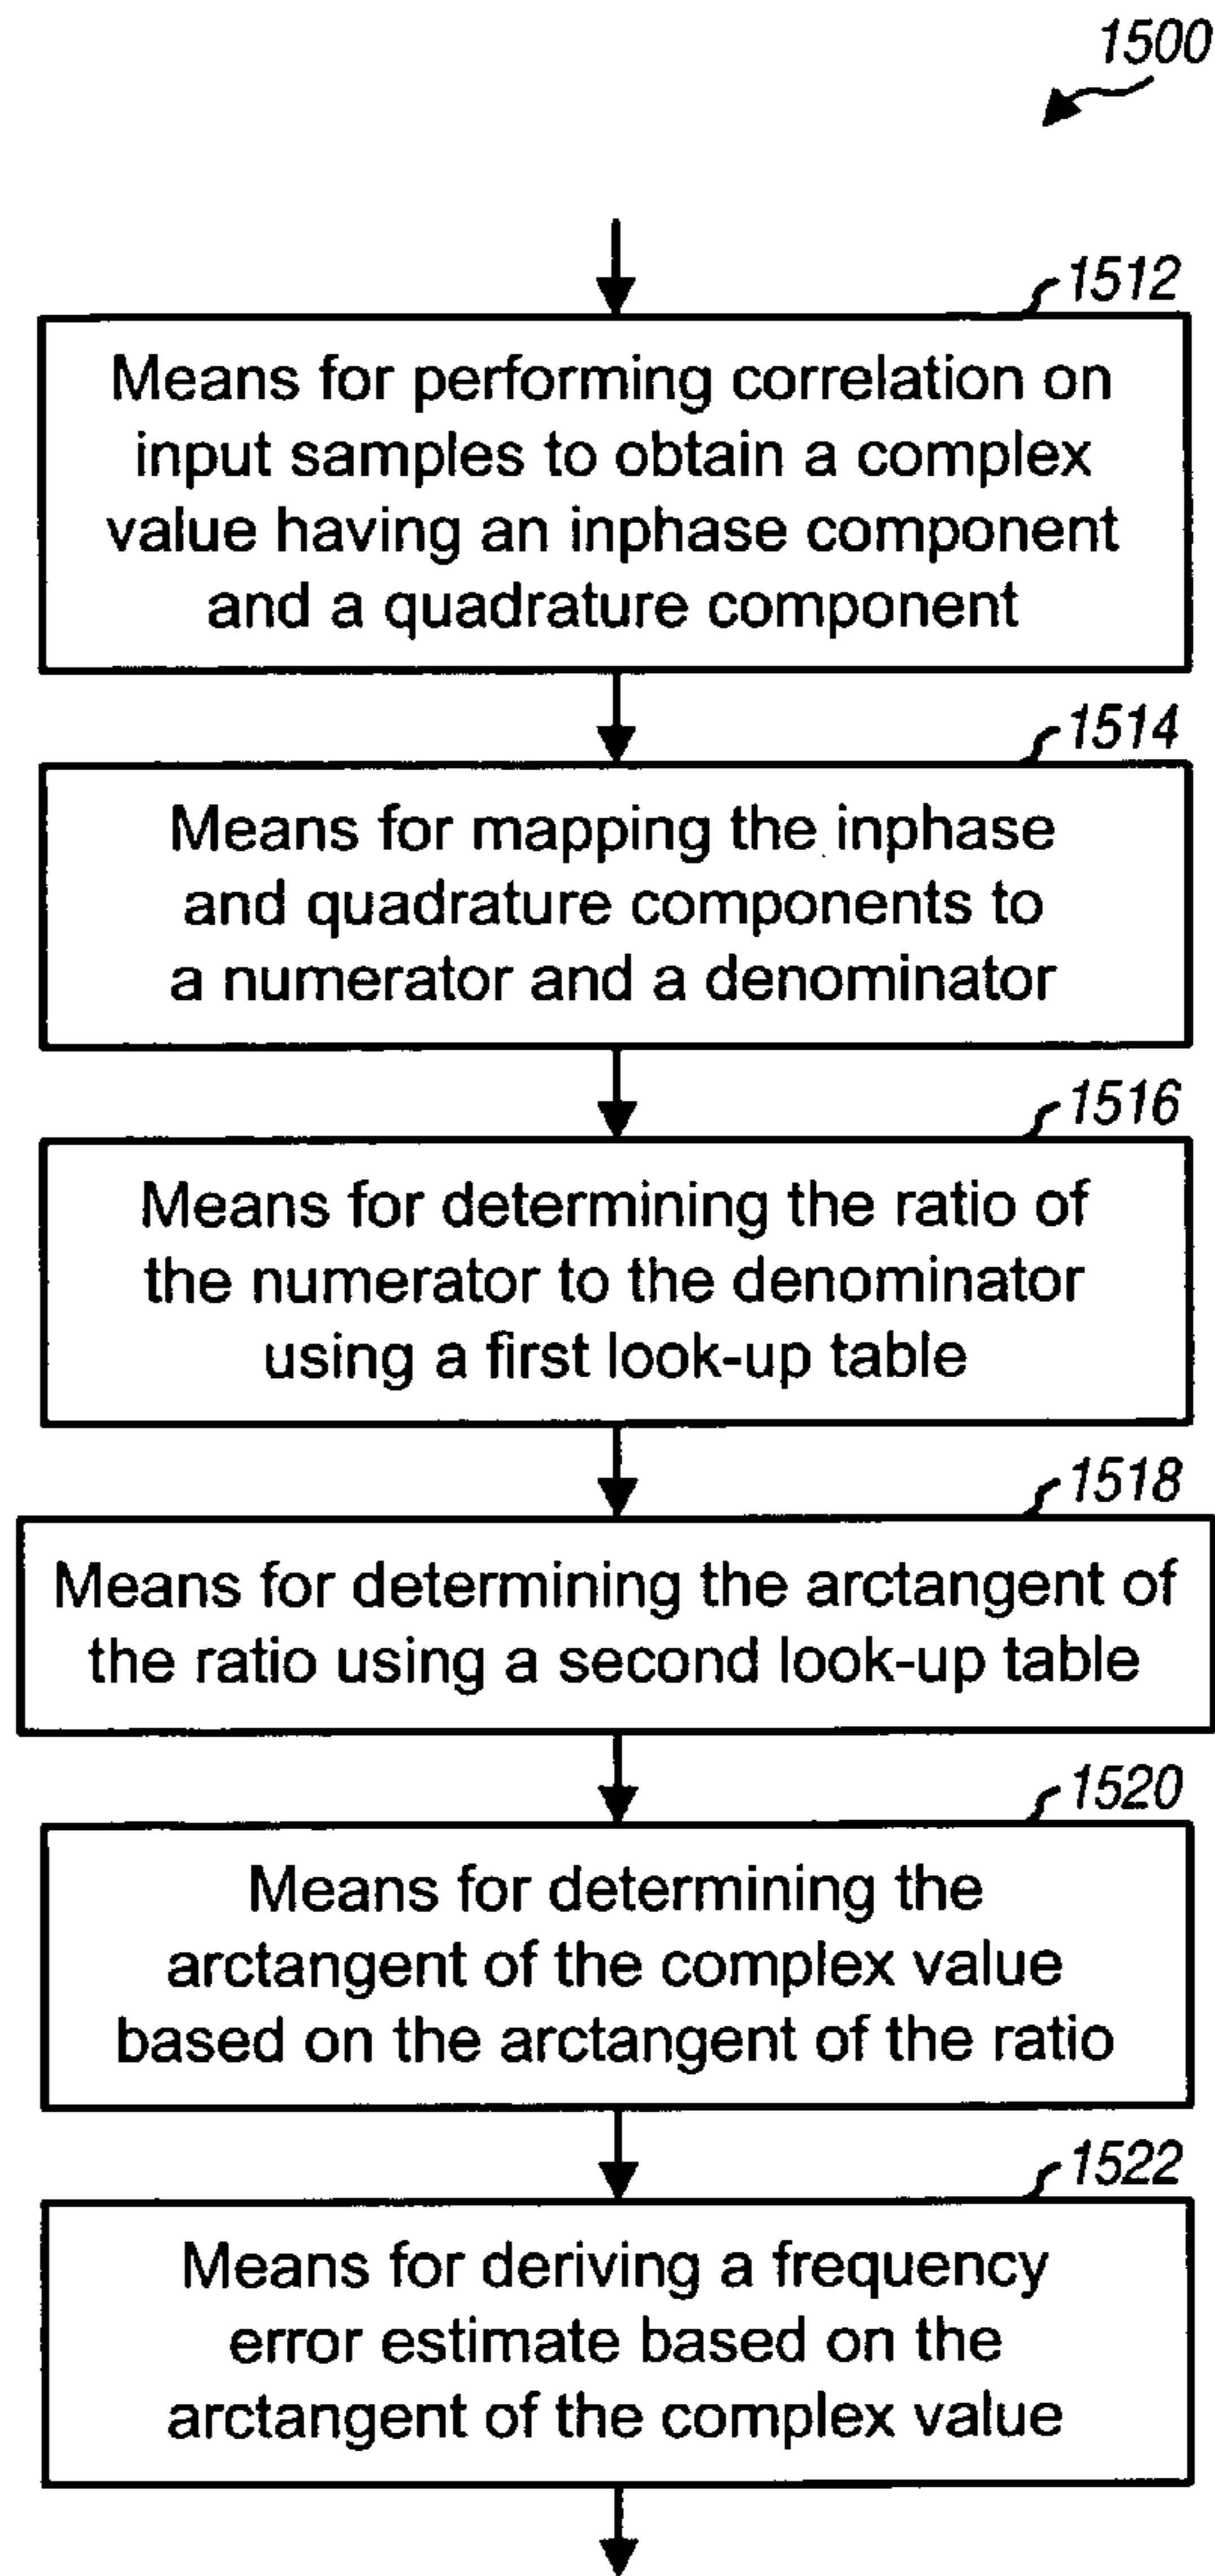 1500
1512
Means for performing correlation on
input samples to obtain a complex
value having an inphase component
and a quadrature component
1514
Means for mapping the inphase
and quadrature components to
a numerator and a denominator
1516
Means for determining the ratio of
the numerator to the denominator
using a first look-up table
1518
Means for determining the arctangent of
the ratio using a second look-up table
1520
Means for determining the
arctangent of the complex value
based on the arctangent of the ratio
1522
Means for deriving a frequency
error estimate based on the
arctangent of the complex value